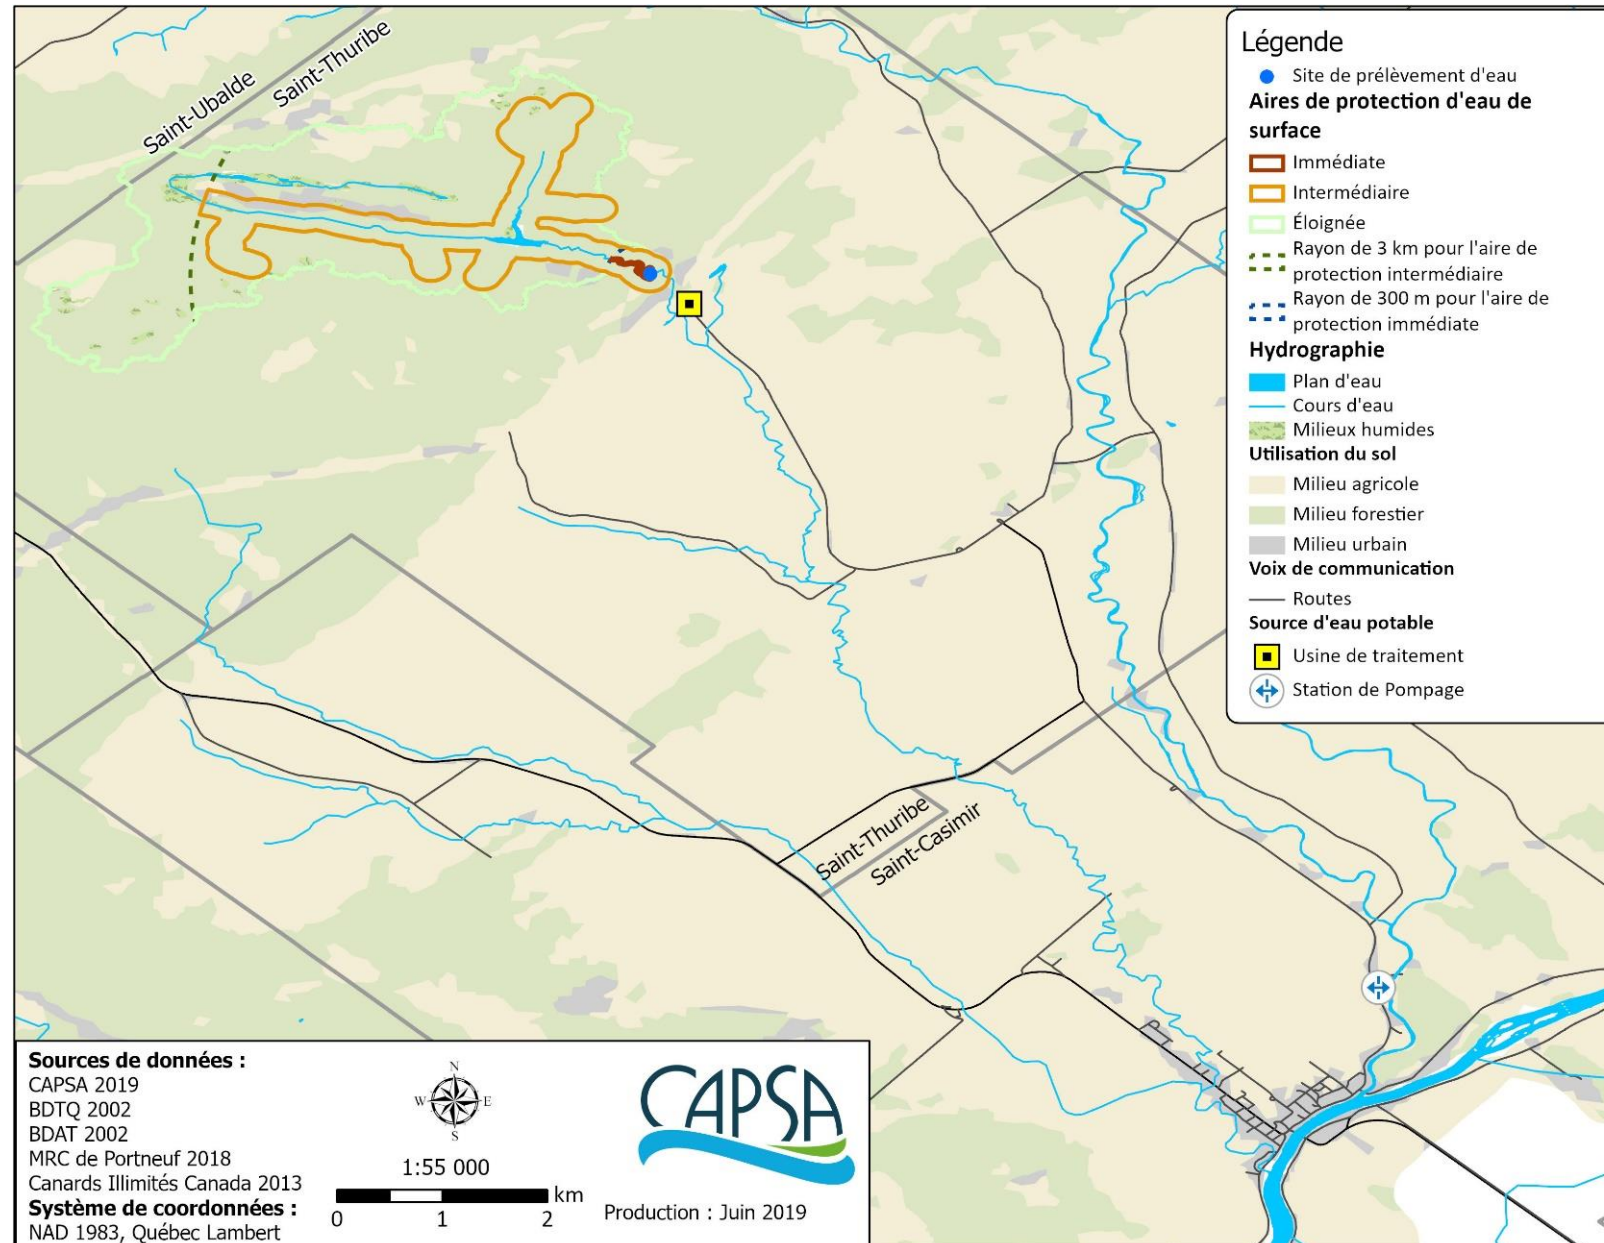 Saint-Ubalde
Saint-Thuribe
Légende
Site de prélèvement d'eau
Aires de protection d'eau de
surface
Immédiate
Intermédiaire
Éloignée
Rayon de 3 km pour l'aire de
protection intermédiaire
Rayon de 300 m pour l'aire de
protection immédiate
Hydrographie
Plan d'eau
Cours d'eau
Milieux humides
Utilisation du sol
Milieu agricole
Milieu forestier
Milieu urbain
Voix de communication
Routes
Source d'eau potable
Usine de traitement
Station de Pompage
Saint-Thuribe
Saint-Casimir
Sources de données :
CAPSA 2019
BDTQ 2002
BDAT 2002
MRC de Portneuf 2018
Canards Illimités Canada 2013
Système de coordonnées :
NAD 1983, Québec Lambert
N
W E
S
1:55 000
km
0 1 2
CAPSA
Production : Juin 2019